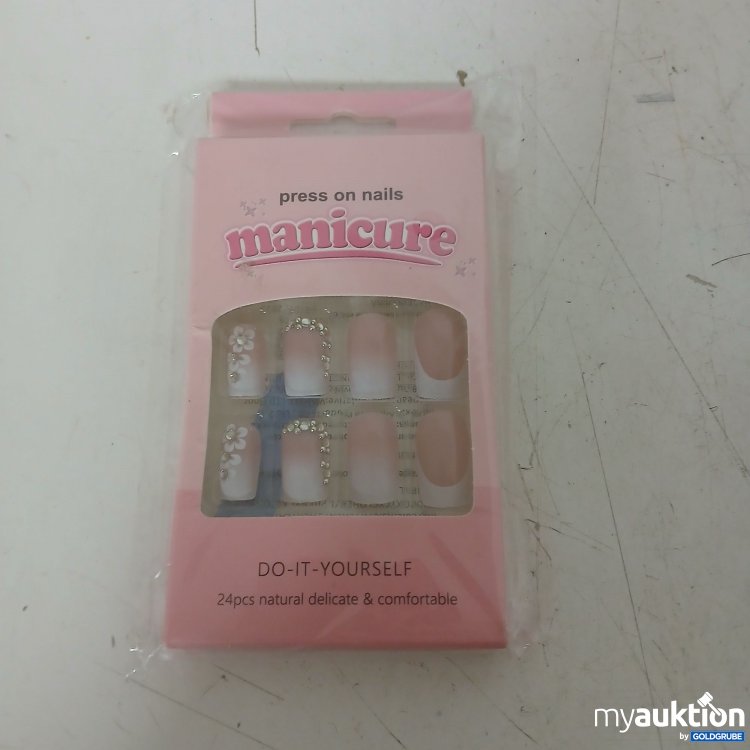 press on nails
manicure
DO-IT-YOURSELF
24pcs natural delicate & comfortable
myauktion
by GOLDGRUBE